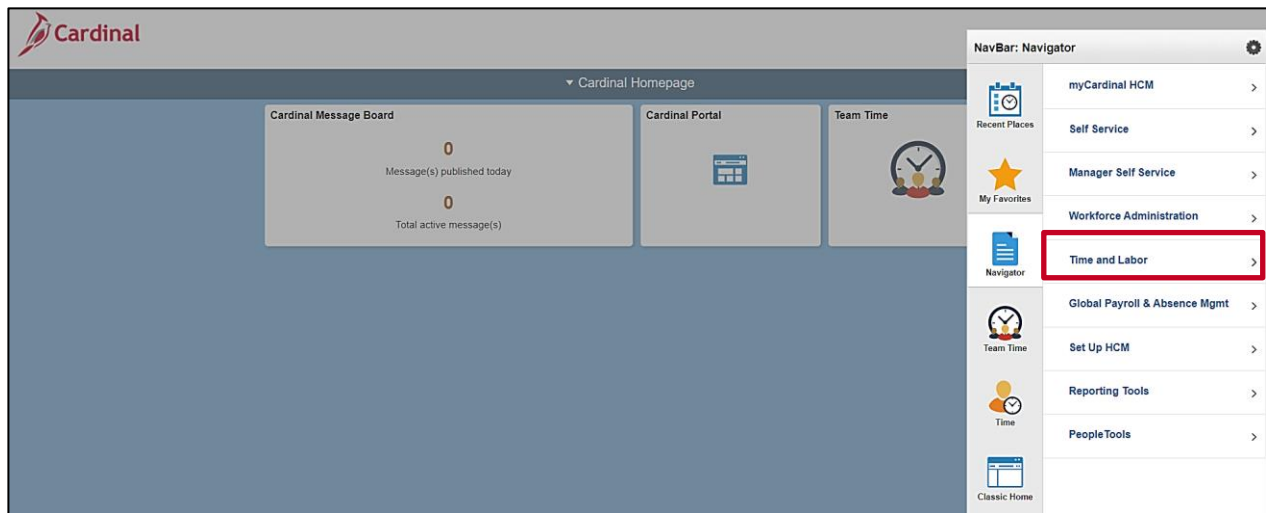 Cardinal
NavBar: Navigator
▾ Cardinal Homepage
Cardinal Message Board
0
Message(s) published today
0
Total active message(s)
Cardinal Portal
Team Time
Recent Places
My Favorites
Navigator
Team Time
Time
Classic Home
myCardinal HCM
Self Service
Manager Self Service
Workforce Administration
Time and Labor
Global Payroll & Absence Mgmt
Set Up HCM
Reporting Tools
PeopleTools